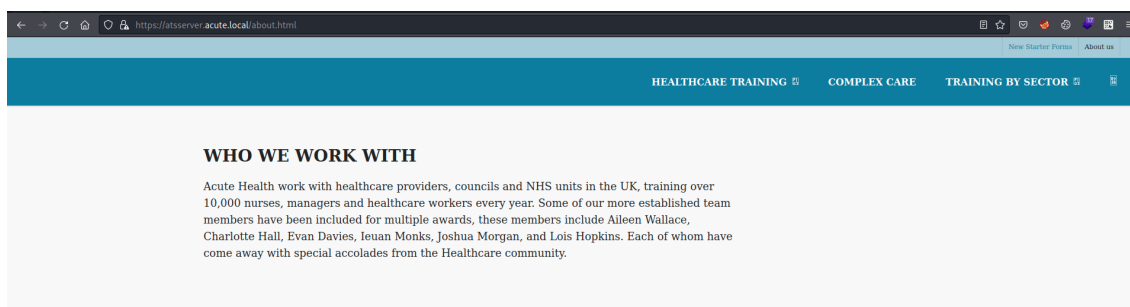 https://atsserver.acute.local/about.html
New Starter Forms About us
HEALTHCARE TRAINING COMPLEX CARE TRAINING BY SECTOR
WHO WE WORK WITH
Acute Health work with healthcare providers, councils and NHS units in the UK, training over
10,000 nurses, managers and healthcare workers every year. Some of our more established team
members have been included for multiple awards, these members include Aileen Wallace,
Charlotte Hall, Evan Davies, Ieuan Monks, Joshua Morgan, and Lois Hopkins. Each of whom have
come away with special accolades from the Healthcare community.